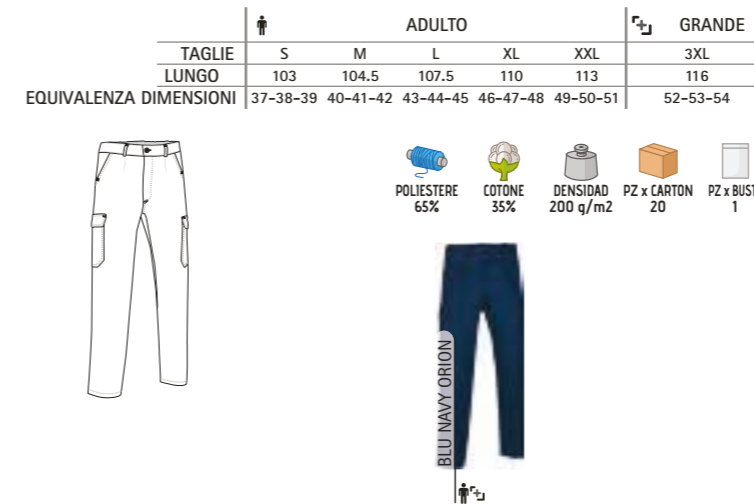 ADULTO GRANDE
TAGLIE S M L XL XXL 3XL
LUNGO 103 104.5 107.5 110 113 116
EQUIVALENZA DIMENSIONI 37-38-39 40-41-42 43-44-45 46-47-48 49-50-51 52-53-54
POLIESTERE COTONE DENSIDAD PZ x CARTON PZ x BUST
65% 35% 200 g/m2 20 1
BLU NAVY ORION